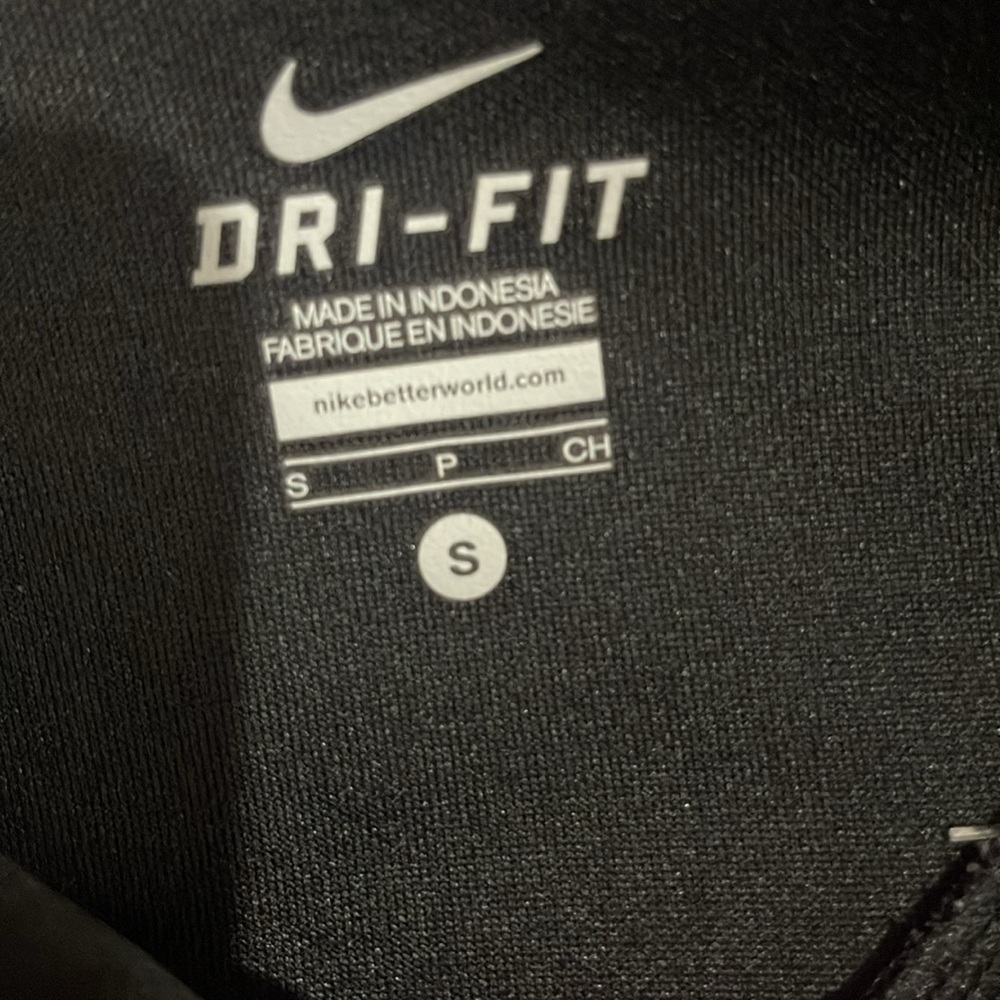 DRI-FIT
MADE IN INDONESIA
FABRIQUE EN INDONESIE
nikebetterworld.com
S P CH
S